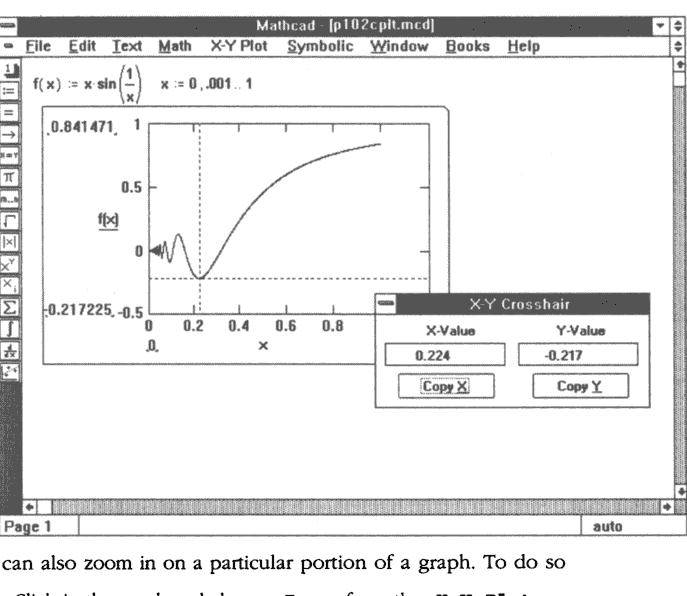 Mathcad - [p102cplt.mcd]
File Edit Text Math X-Y Plot Symbolic Window Books Help
f(x) := x·sin(1/x) x := 0,.001..1
0.841471
1
0.5
f(x)
0
-0.217225
-0.5
0 0.2 0.4 0.6 0.8
0 x
X-Y Crosshair
X-Value Y-Value
0.224 -0.217
Copy X Copy Y
Page 1 auto
can also zoom in on a particular portion of a graph. To do so